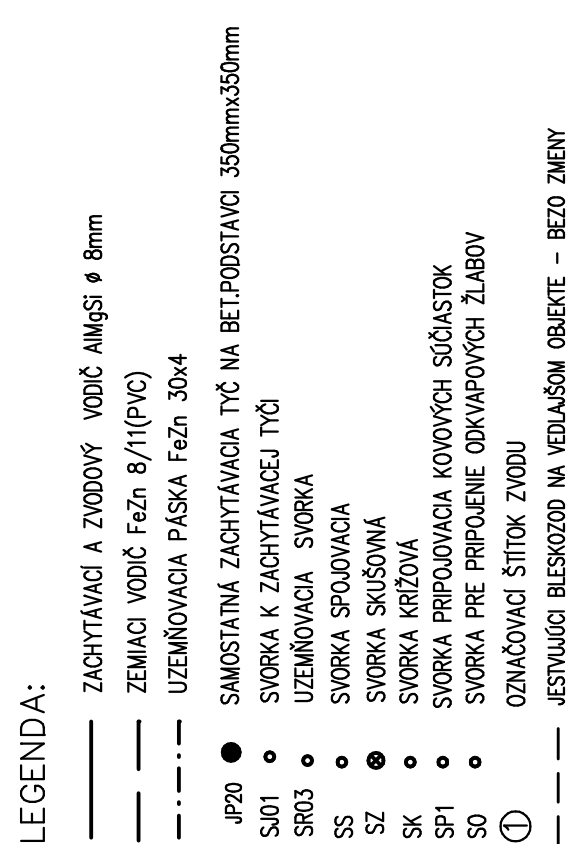 LEGENDA:
ZACHYTÁVACÍ A ZVODOVÝ VODIČ AlMgSi ø 8mm
ZEMIACI VODIČ FeZn 8/11(PVC)
UZEMŇOVACIA PÁSKA FeZn 30x4
JP20 SAMOSTATNÁ ZACHYTÁVACIA TYČ NA BET.PODSTAVCI 350mmx350mm
SJ01 SVORKA K ZACHYTÁVACEJ TYČI
SR03 UZEMŇOVACIA SVORKA
SS SVORKA SPOJOVACIA
SZ SVORKA SKUŠOVNÁ
SK SVORKA KRÍŽOVÁ
SP1 SVORKA PRIPOJOVACIA KOVOVÝCH SÚČIASTOK
SO SVORKA PRE PRIPOJENIE ODKVAPOVÝCH ŽLABOV
1 OZNAČOVACÍ ŠTÍTOK ZVODU
JESTVUJÚCI BLESKOZOD NA VEDLAJŠOM OBJEKTE – BEZO ZMENY